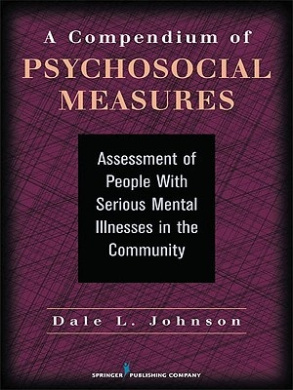 A Compendium of
PSYCHOSOCIAL
MEASURES
Assessment of
People With
Serious Mental
Illnesses in the
Community
Dale L. Johnson
SPRINGER PUBLISHING COMPANY